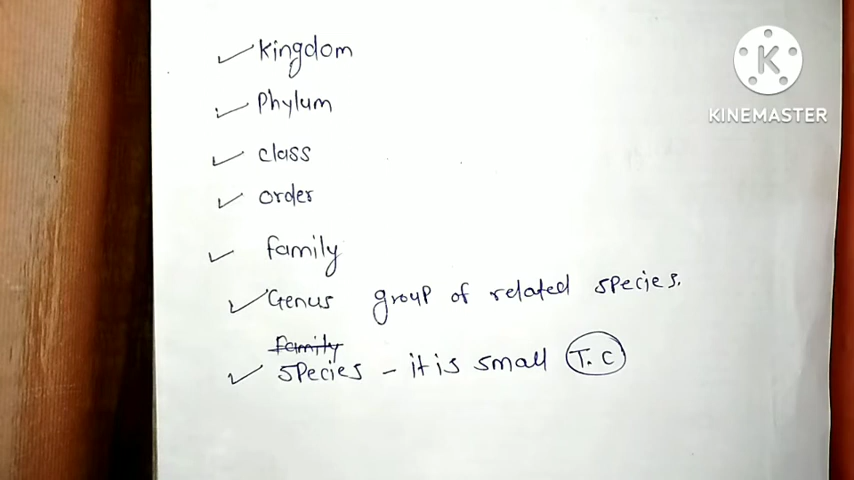 Kingdom
Phylum
class
order
family
Genus group of related species.
family
species - it is small T.C
K
KINEMASTER